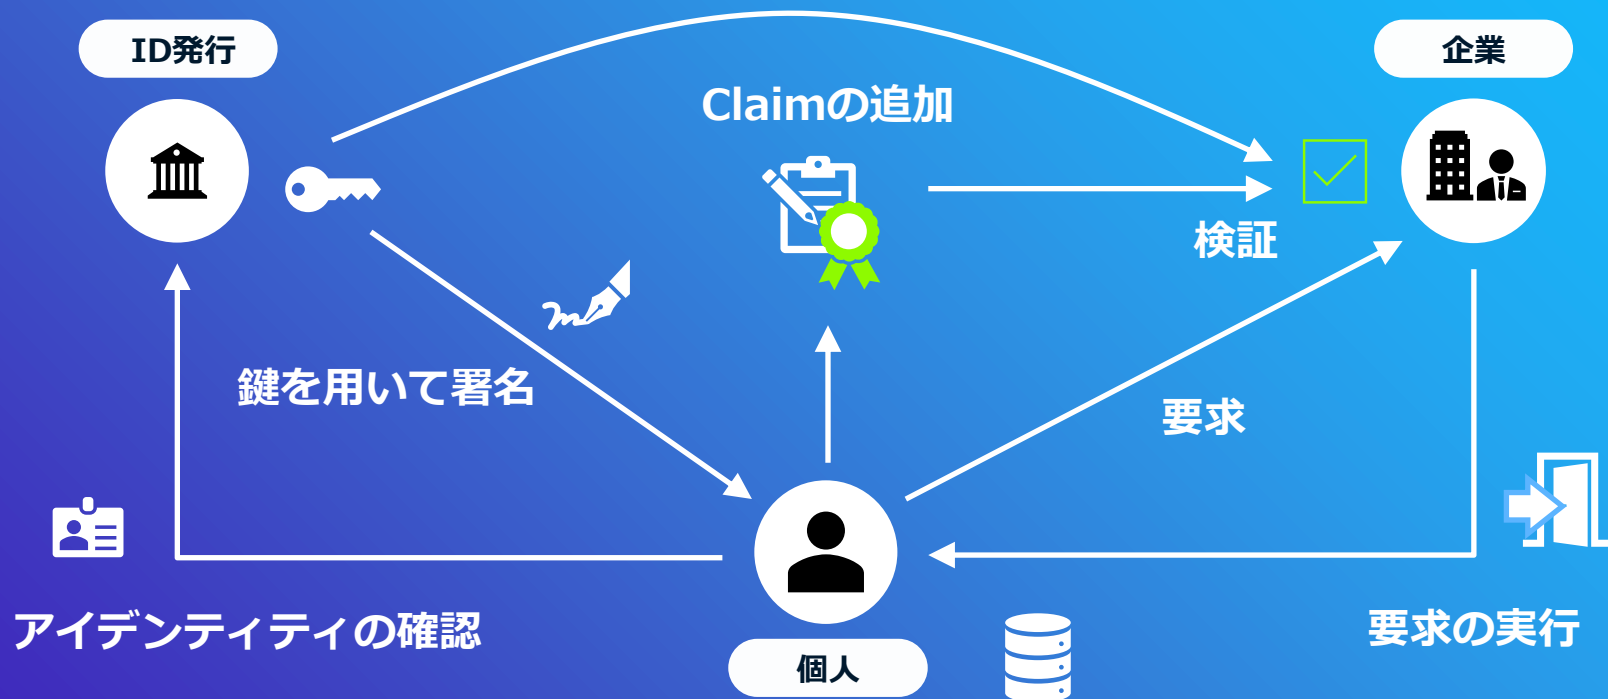 ID発行
企業
Claimの追加
検証
鍵を用いて署名
要求
アイデンティティの確認
要求の実行
個人